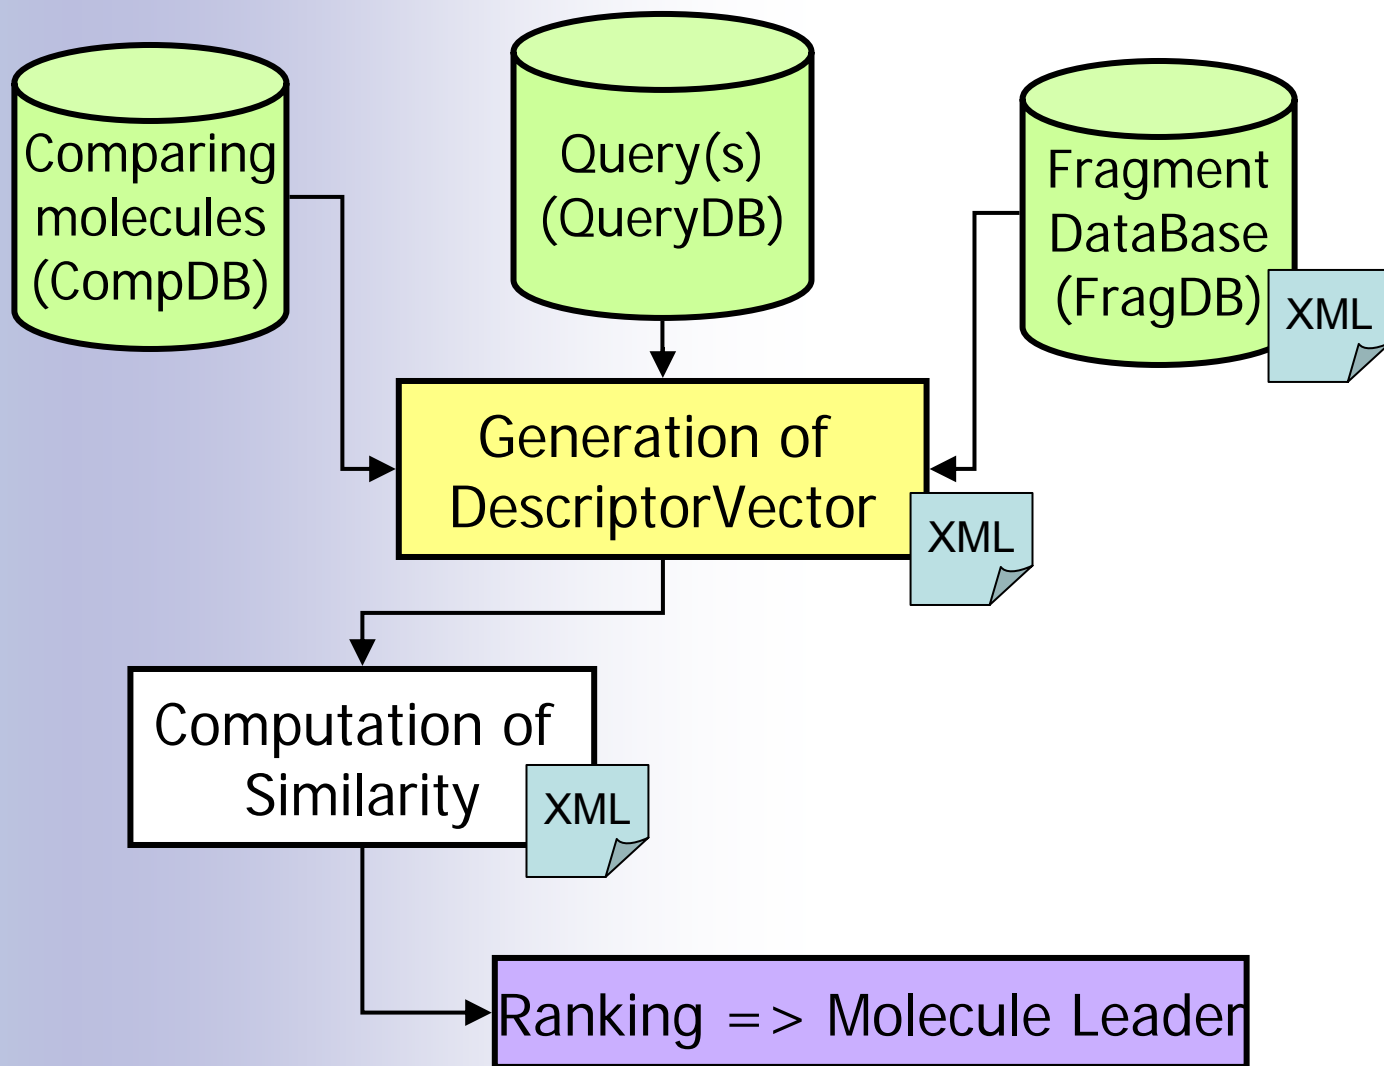 Comparing
molecules
(CompDB)
Query(s)
(QueryDB)
Fragment
DataBase
(FragDB)
XML
Generation of
DescriptorVector
XML
Computation of
Similarity
XML
Ranking => Molecule Leader